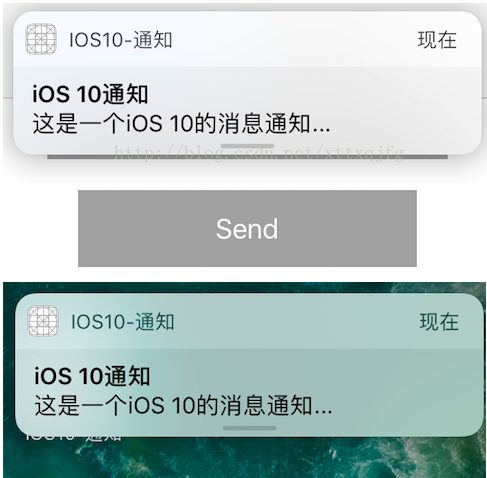 IOS10-通知 现在
iOS 10通知
这是一个iOS 10的消息通知...
http://blog.csdn.net/xttxqjfg
Send
IOS10-通知 现在
iOS 10通知
这是一个iOS 10的消息通知...
IOS10-通知